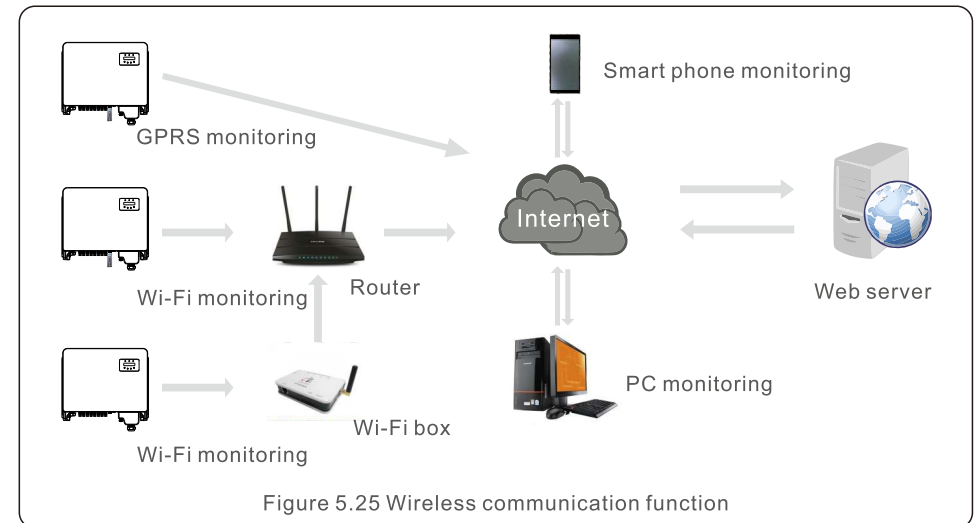 Smart phone monitoring
GPRS monitoring
Internet
Wi-Fi monitoring
Router
Web server
PC monitoring
Wi-Fi box
Wi-Fi monitoring
Figure 5.25 Wireless communication function